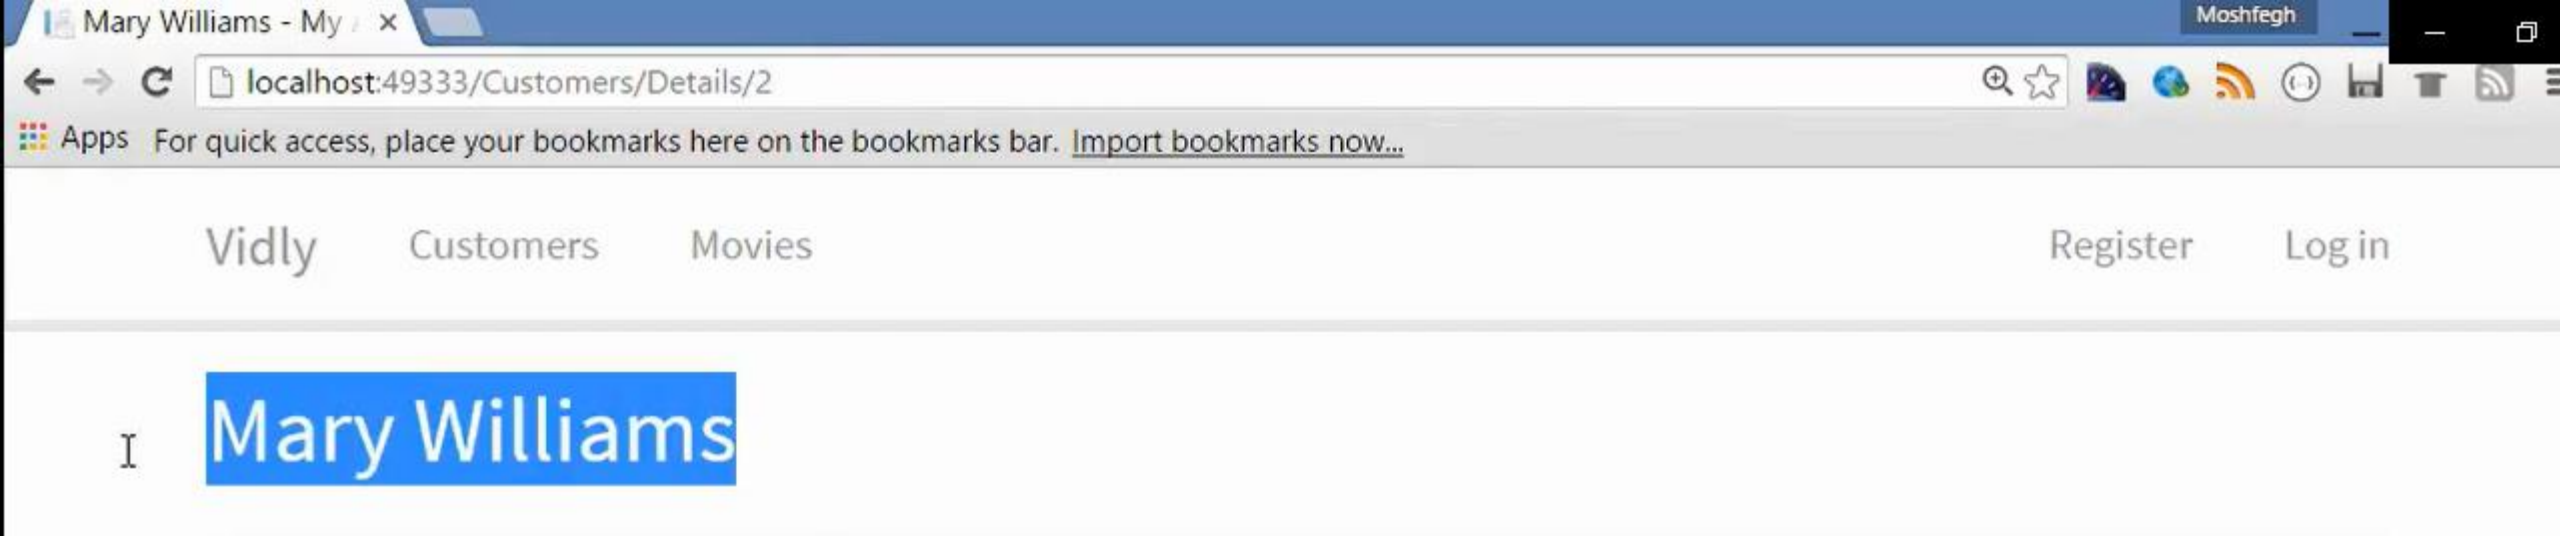 Mary Williams - My
Moshfegh
localhost:49333/Customers/Details/2
Apps For quick access, place your bookmarks here on the bookmarks bar. Import bookmarks now...
Vidly Customers Movies Register Log in
Mary Williams